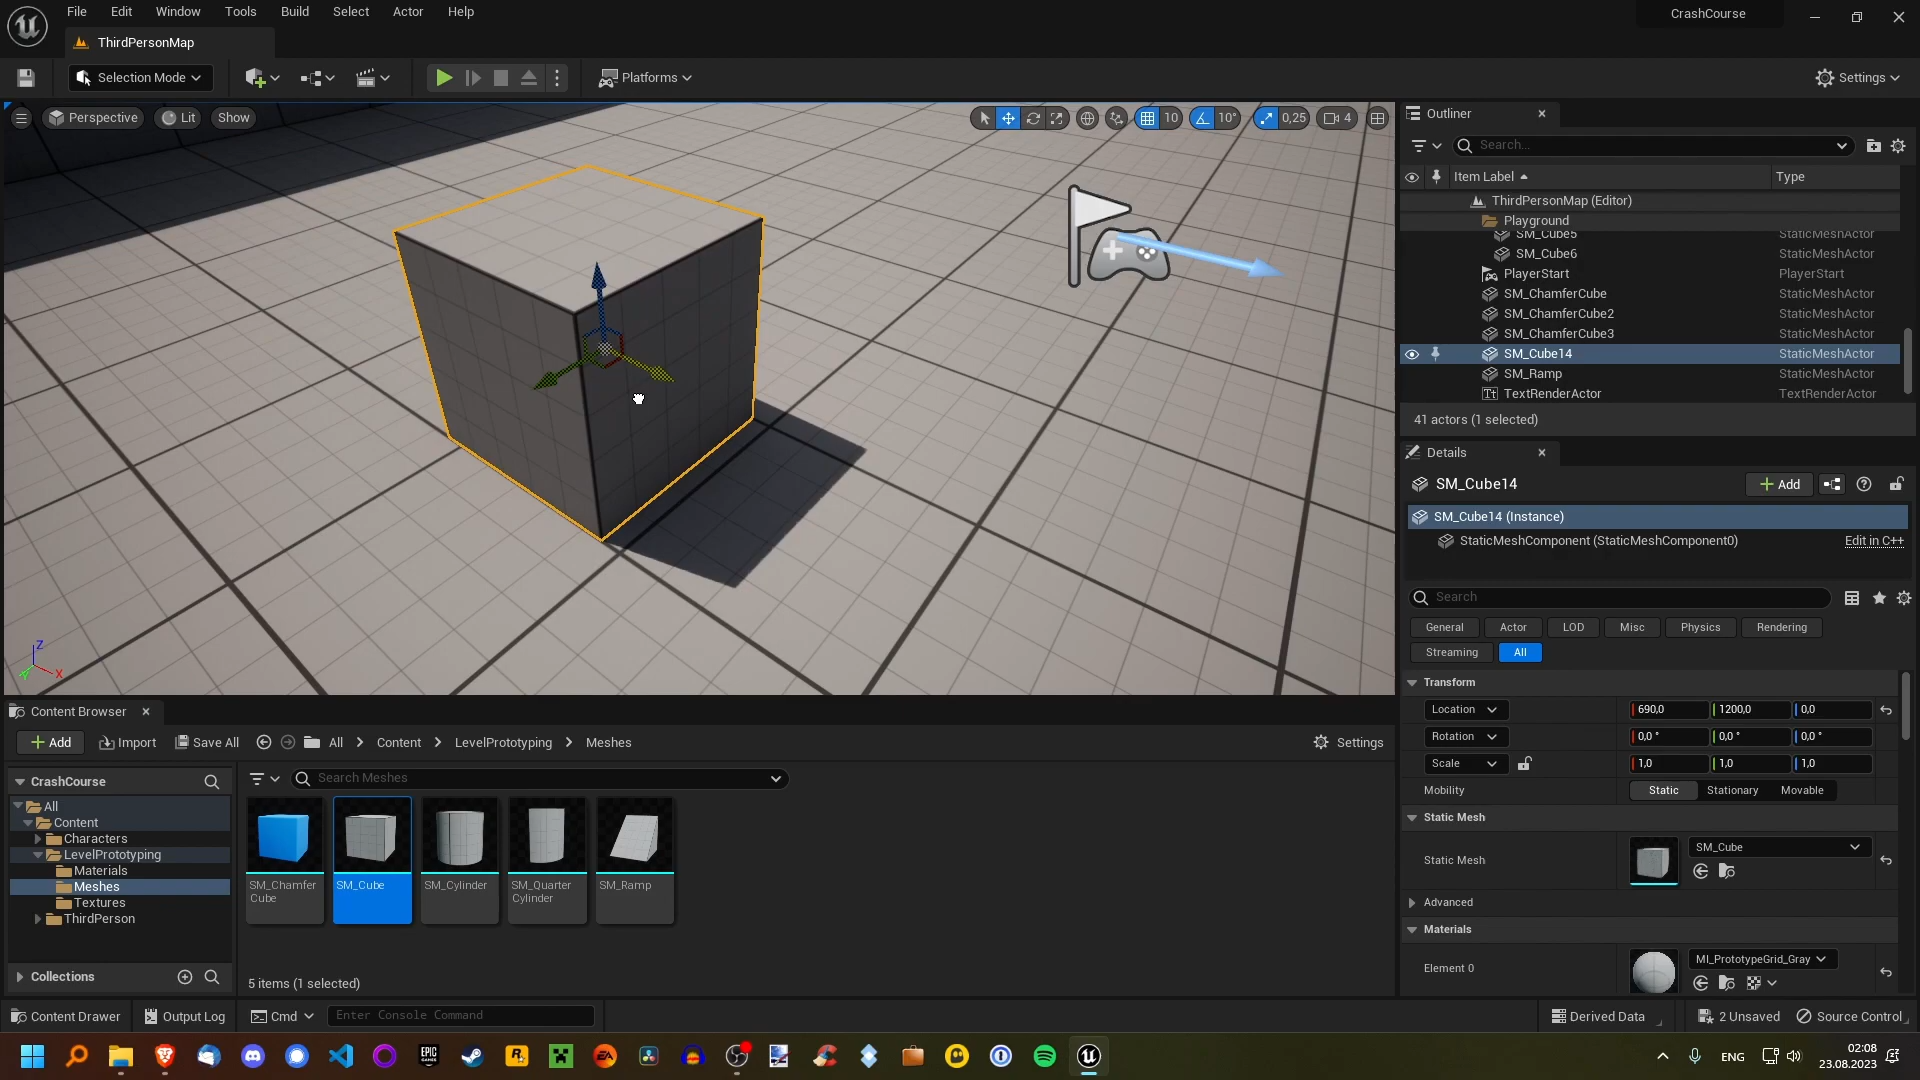 File Edit Window Tools Build Select Actor Help
CrashCourse
ThirdPersonMap
Selection Mode
Platforms
Settings
Perspective
Lit
Show
10
10°
0,25
4
Outliner
Search...
Item Label
Type
ThirdPersonMap (Editor)
Playground
SM_Cube5 StaticMeshActor
SM_Cube6 StaticMeshActor
PlayerStart PlayerStart
SM_ChamferCube StaticMeshActor
SM_ChamferCube2 StaticMeshActor
SM_ChamferCube3 StaticMeshActor
SM_Cube14 StaticMeshActor
SM_Ramp StaticMeshActor
TextRenderActor TextRenderActor
41 actors (1 selected)
Details
SM_Cube14
Add
SM_Cube14 (Instance)
StaticMeshComponent (StaticMeshComponent0)
Edit in C++
Search
General Actor LOD Misc Physics Rendering
Streaming All
Transform
Location 690,0 1200,0 0,0
Rotation 0,0 ° 0,0 ° 0,0 °
Scale 1,0 1,0 1,0
Mobility Static Stationary Movable
Static Mesh
Static Mesh
SM_Cube
Advanced
Materials
Element 0
MI_PrototypeGrid_Gray
Z
X
Y
Content Browser
Add
Import
Save All
All
Content
LevelPrototyping
Meshes
Settings
CrashCourse
Search Meshes
All
Content
Characters
LevelPrototyping
Materials
Meshes
Textures
ThirdPerson
Collections
SM_Chamfer
Cube
SM_Cube
SM_Cylinder
SM_Quarter
Cylinder
SM_Ramp
5 items (1 selected)
Content Drawer
Output Log
Cmd
Enter Console Command
Derived Data
2 Unsaved
Source Control
EPIC
GAMES
R
EA
ENG
02:08
23.08.2023